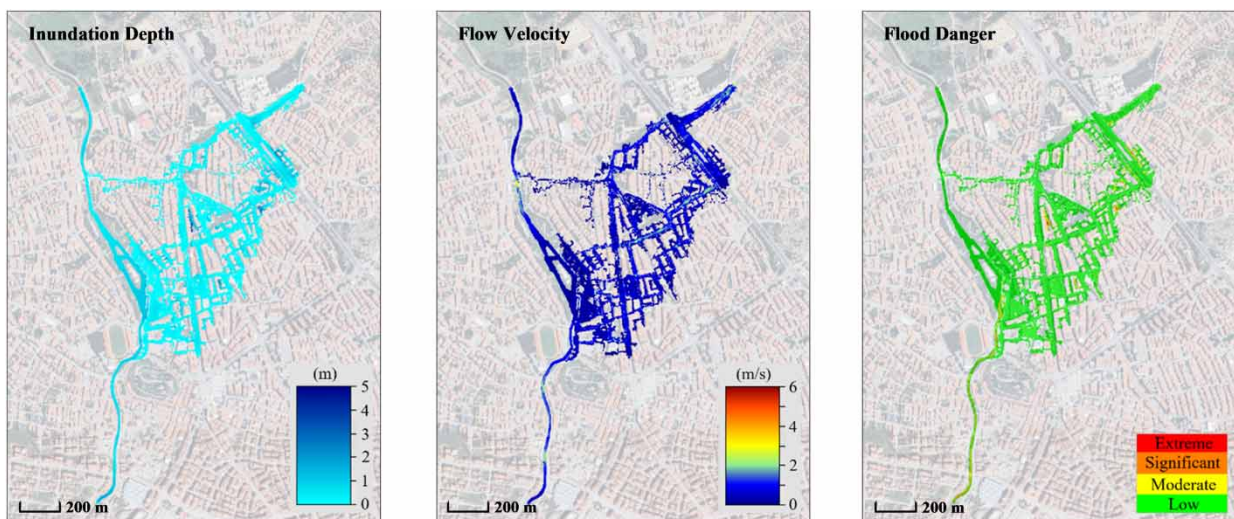 Inundation Depth
(m)
5
4
3
2
1
0
200 m
Flow Velocity
(m/s)
6
4
2
0
200 m
Flood Danger
Extreme
Significant
Moderate
Low
200 m